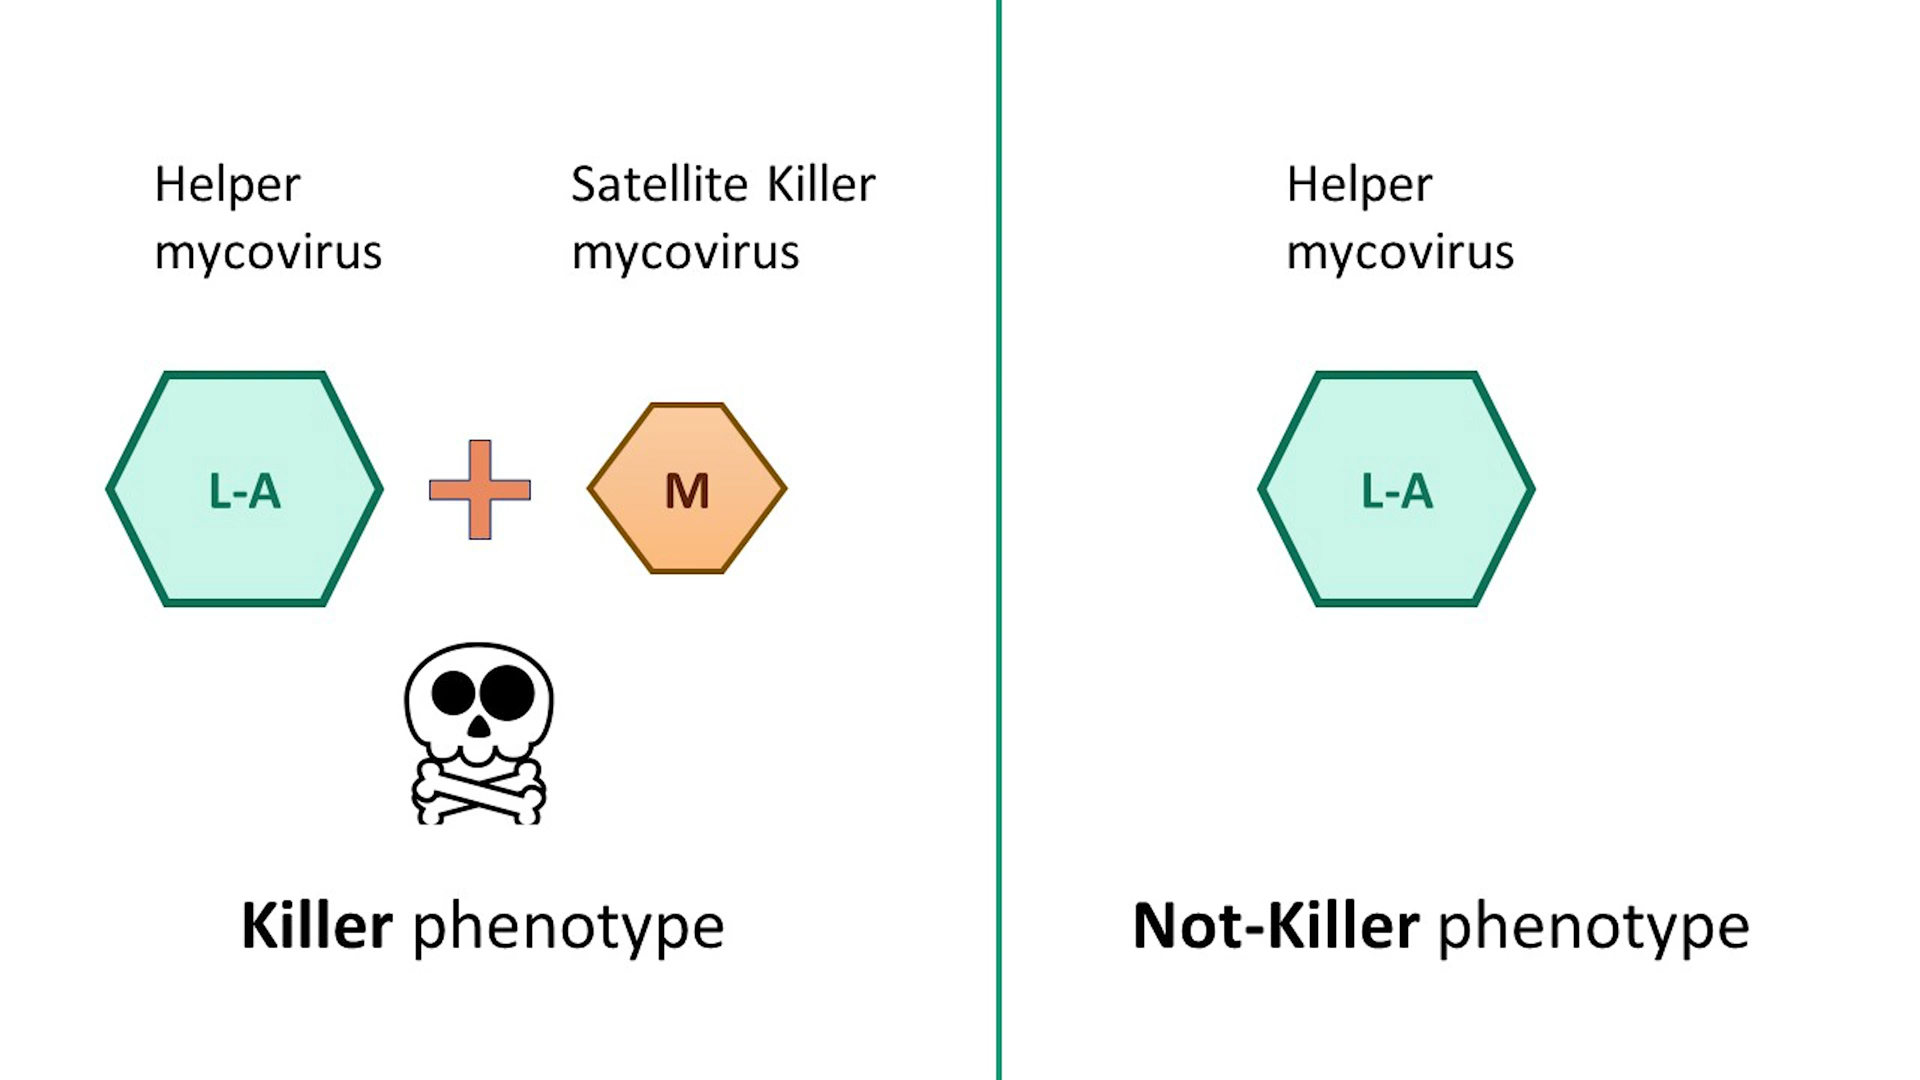 Helper
mycovirus
Satellite Killer
mycovirus
L-A
M
Killer phenotype
Helper
mycovirus
L-A
Not-Killer phenotype